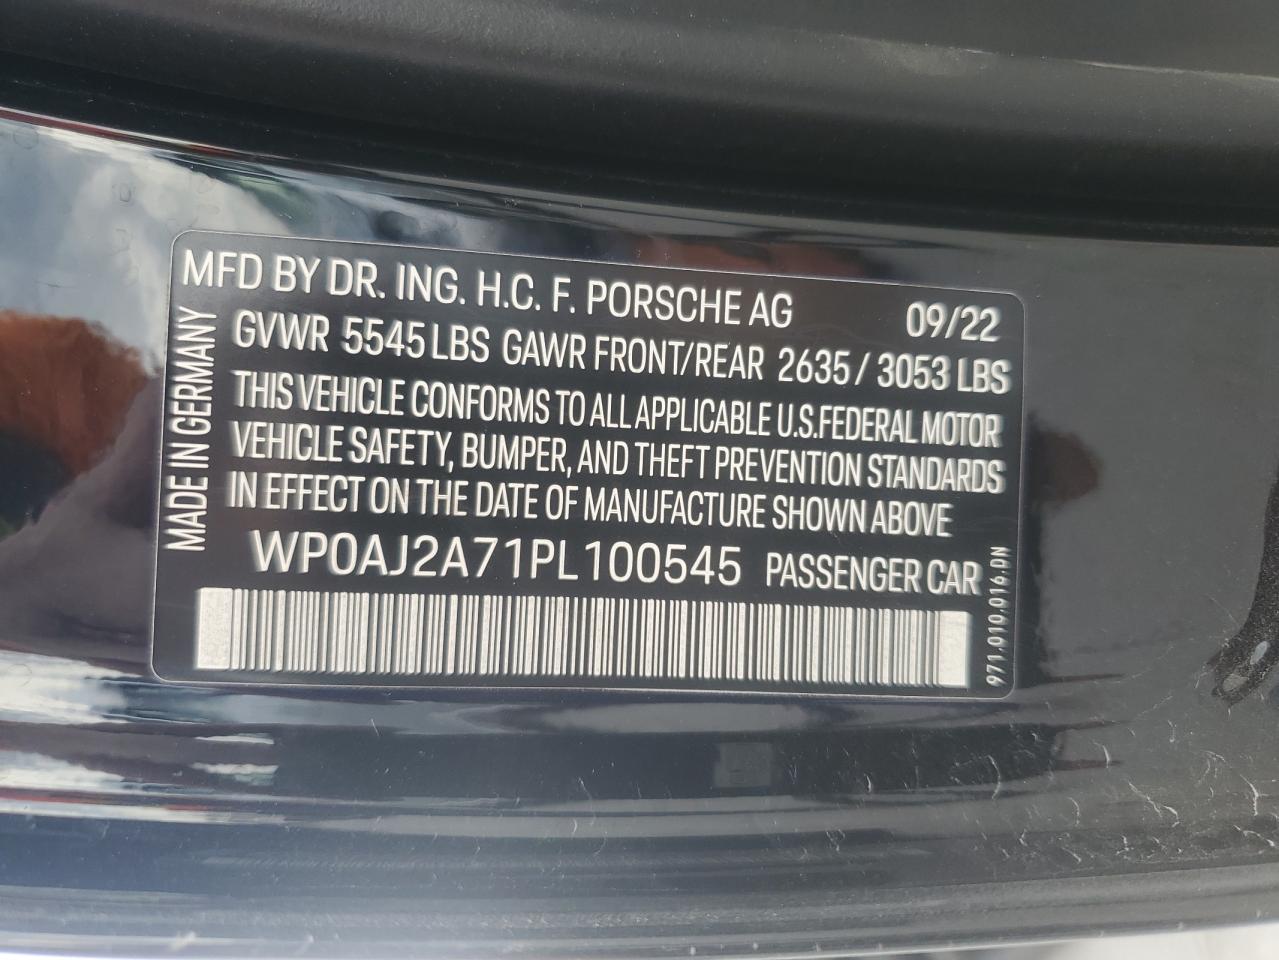 MFD BY DR. ING. H.C. F. PORSCHE AG 09/22
GVWR 5545 LBS GAWR FRONT/REAR 2635 / 3053 LBS
THIS VEHICLE CONFORMS TO ALL APPLICABLE U.S.FEDERAL MOTOR
VEHICLE SAFETY, BUMPER, AND THEFT PREVENTION STANDARDS
IN EFFECT ON THE DATE OF MANUFACTURE SHOWN ABOVE
WP0AJ2A71PL100545 PASSENGER CAR
MADE IN GERMANY
971.010.016.DN